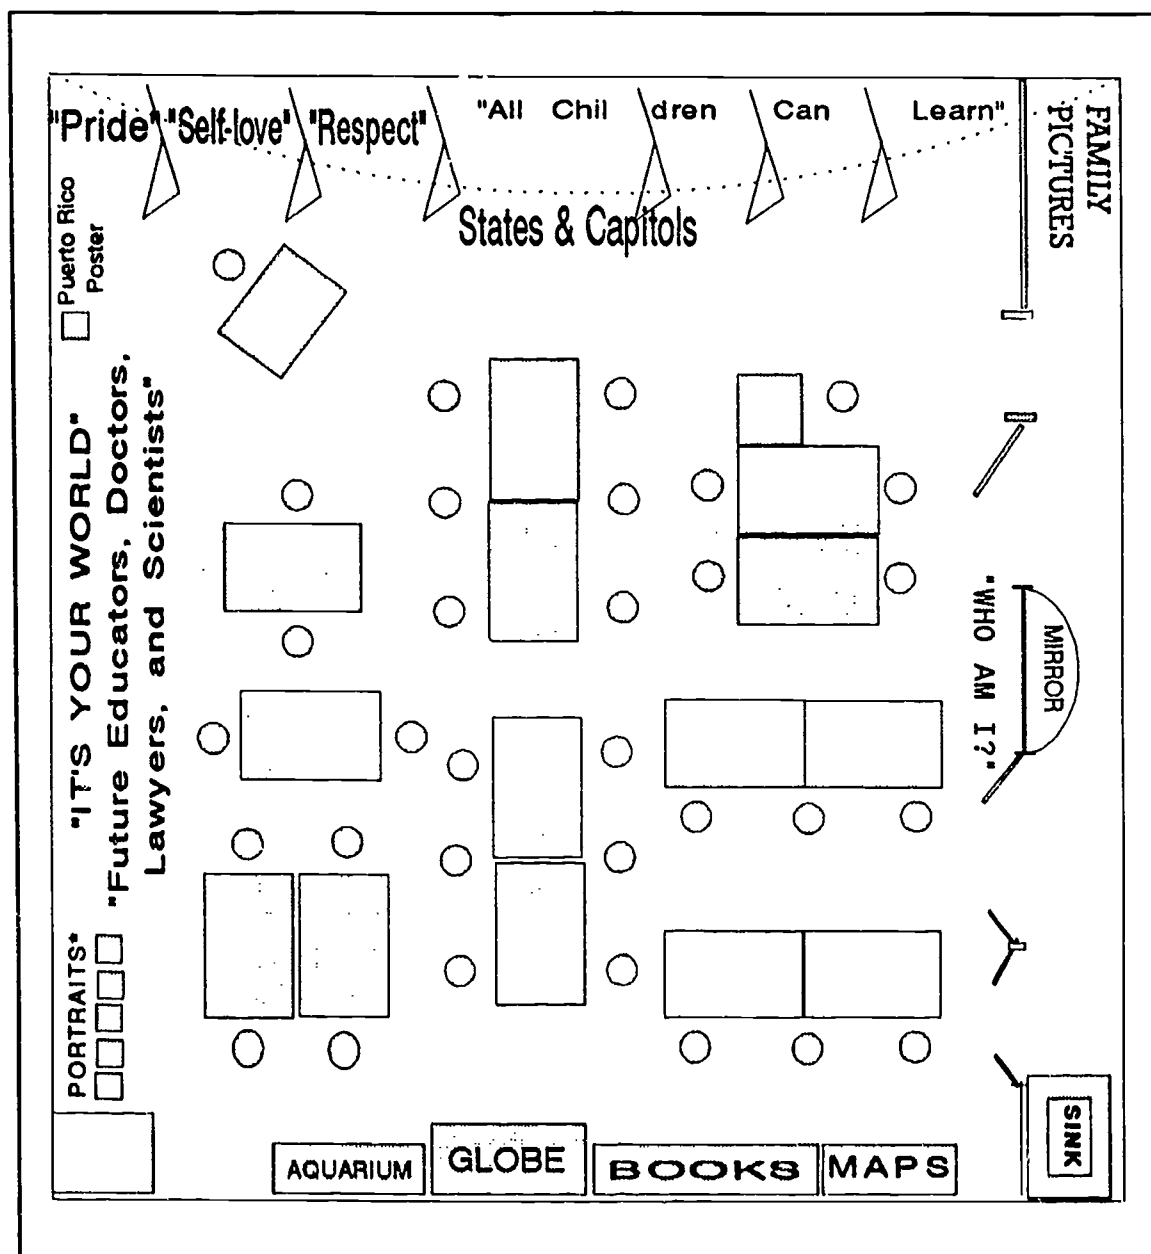 "Pride" "Self-love" "Respect"
"All Chil dren Can Learn"
FAMILY
PICTURES
States & Capitols
Puerto Rico
Poster
"IT'S YOUR WORLD"
"Future Educators, Doctors,
Lawyers, and Scientists"
PORTRAITS*
"WHO AM I?"
MIRROR
AQUARIUM
GLOBE
BOOKS
MAPS
SINK